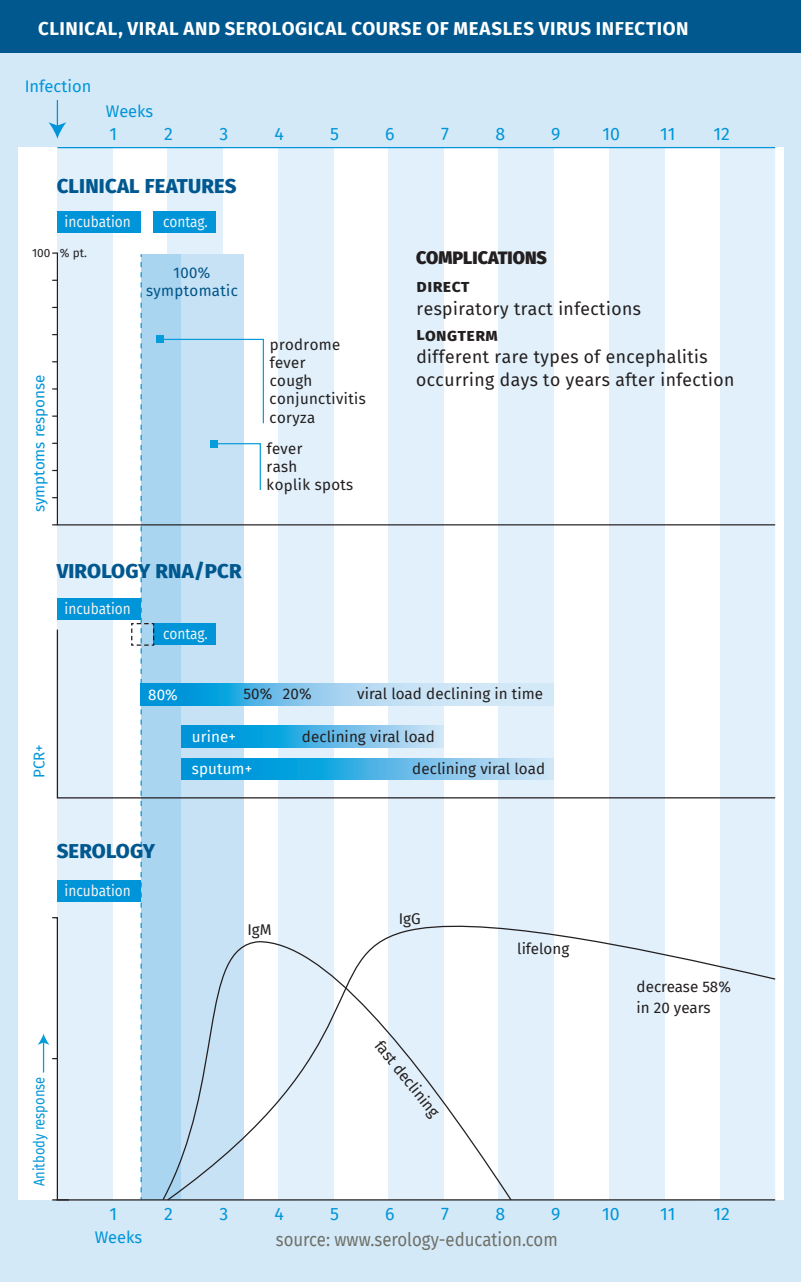 CLINICAL, VIRAL AND SEROLOGICAL COURSE OF MEASLES VIRUS INFECTION
Infection
Weeks
1 2 3 4 5 6 7 8 9 10 11 12
CLINICAL FEATURES
incubation contag.
100 % pt.
100%
symptomatic
prodrome
fever
cough
conjunctivitis
coryza
fever
rash
koplik spots
symptoms response
COMPLICATIONS
DIRECT
respiratory tract infections
LONGTERM
different rare types of encephalitis
occurring days to years after infection
VIROLOGY RNA/PCR
incubation
contag.
80% 50% 20% viral load declining in time
urine+ declining viral load
sputum+ declining viral load
PCR+
SEROLOGY
incubation
IgM
IgG
lifelong
decrease 58%
in 20 years
fast declining
Anitbody response
1 2 3 4 5 6 7 8 9 10 11 12
Weeks
source: www.serology-education.com